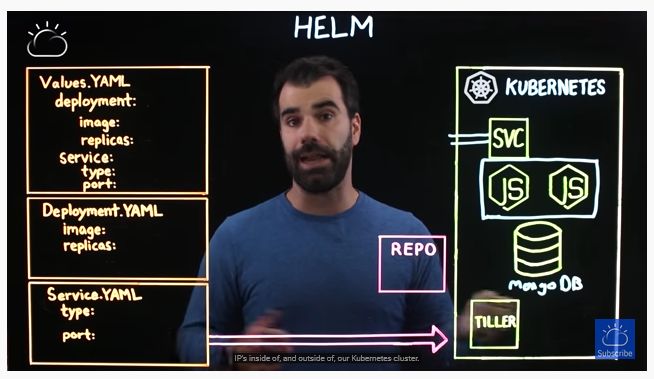 HELM
Values.YAML
deployment:
image:
replicas:
Service:
type:
port:
Deployment.YAML
image:
replicas:
Service.YAML
type:
port:
REPO
KUBERNETES
SVC
JS
JS
MongoDB
TILLER
Subscribe
IP's inside of, and outside of, our Kubernetes cluster.